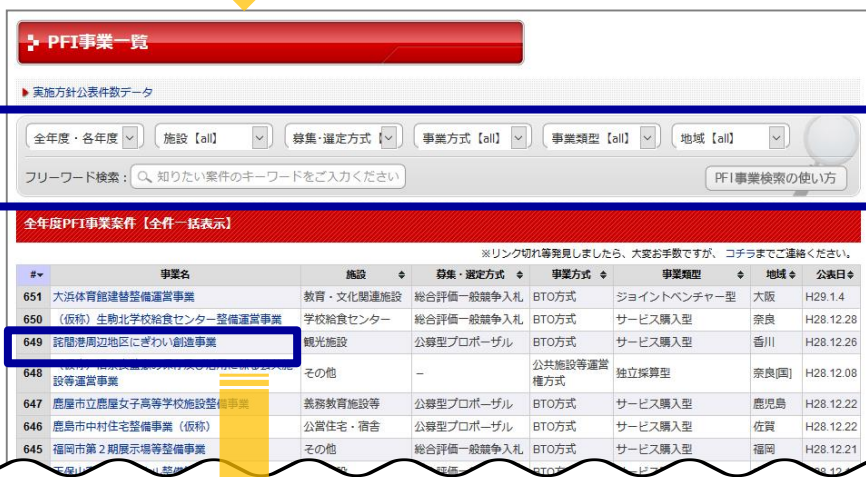 PFI事業一覧
実施方針公表件数データ
全年度・各年度 施設【all】 募集・選定方式【 事業方式【all】 事業類型【all】 地域【all】
フリーワード検索： 知りたい案件のキーワードをご入力ください PFI事業検索の使い方
全年度PFI事業案件【全件一括表示】
※リンク切れ等発見しましたら、大変お手数ですが、 コチラまでご連絡ください。
# 事業名 施設 募集・選定方式 事業方式 事業類型 地域 公表日
651 大浜体育館建替整備運営事業 教育・文化関連施設 総合評価一般競争入札 BTO方式 ジョイントベンチャー型 大阪 H29.1.4
650 （仮称）生駒北学校給食センター整備運営事業 学校給食センター 総合評価一般競争入札 BTO方式 サービス購入型 奈良 H28.12.28
649 詫間港周辺地区にぎわい創造事業 観光施設 公募型プロポーザル BTO方式 サービス購入型 香川 H28.12.26
648 設等運営事業 その他 － 公共施設等運営権方式 独立採算型 奈良[国] H28.12.08
647 鹿屋市立鹿屋女子高等学校施設整備事業 義務教育施設等 公募型プロポーザル BTO方式 サービス購入型 鹿児島 H28.12.22
646 鹿島市中村住宅整備事業（仮称） 公営住宅・宿舎 公募型プロポーザル BTO方式 サービス購入型 佐賀 H28.12.22
645 福岡市第２期展示場等整備事業 その他 総合評価一般競争入札 BTO方式 サービス購入型 福岡 H28.12.21